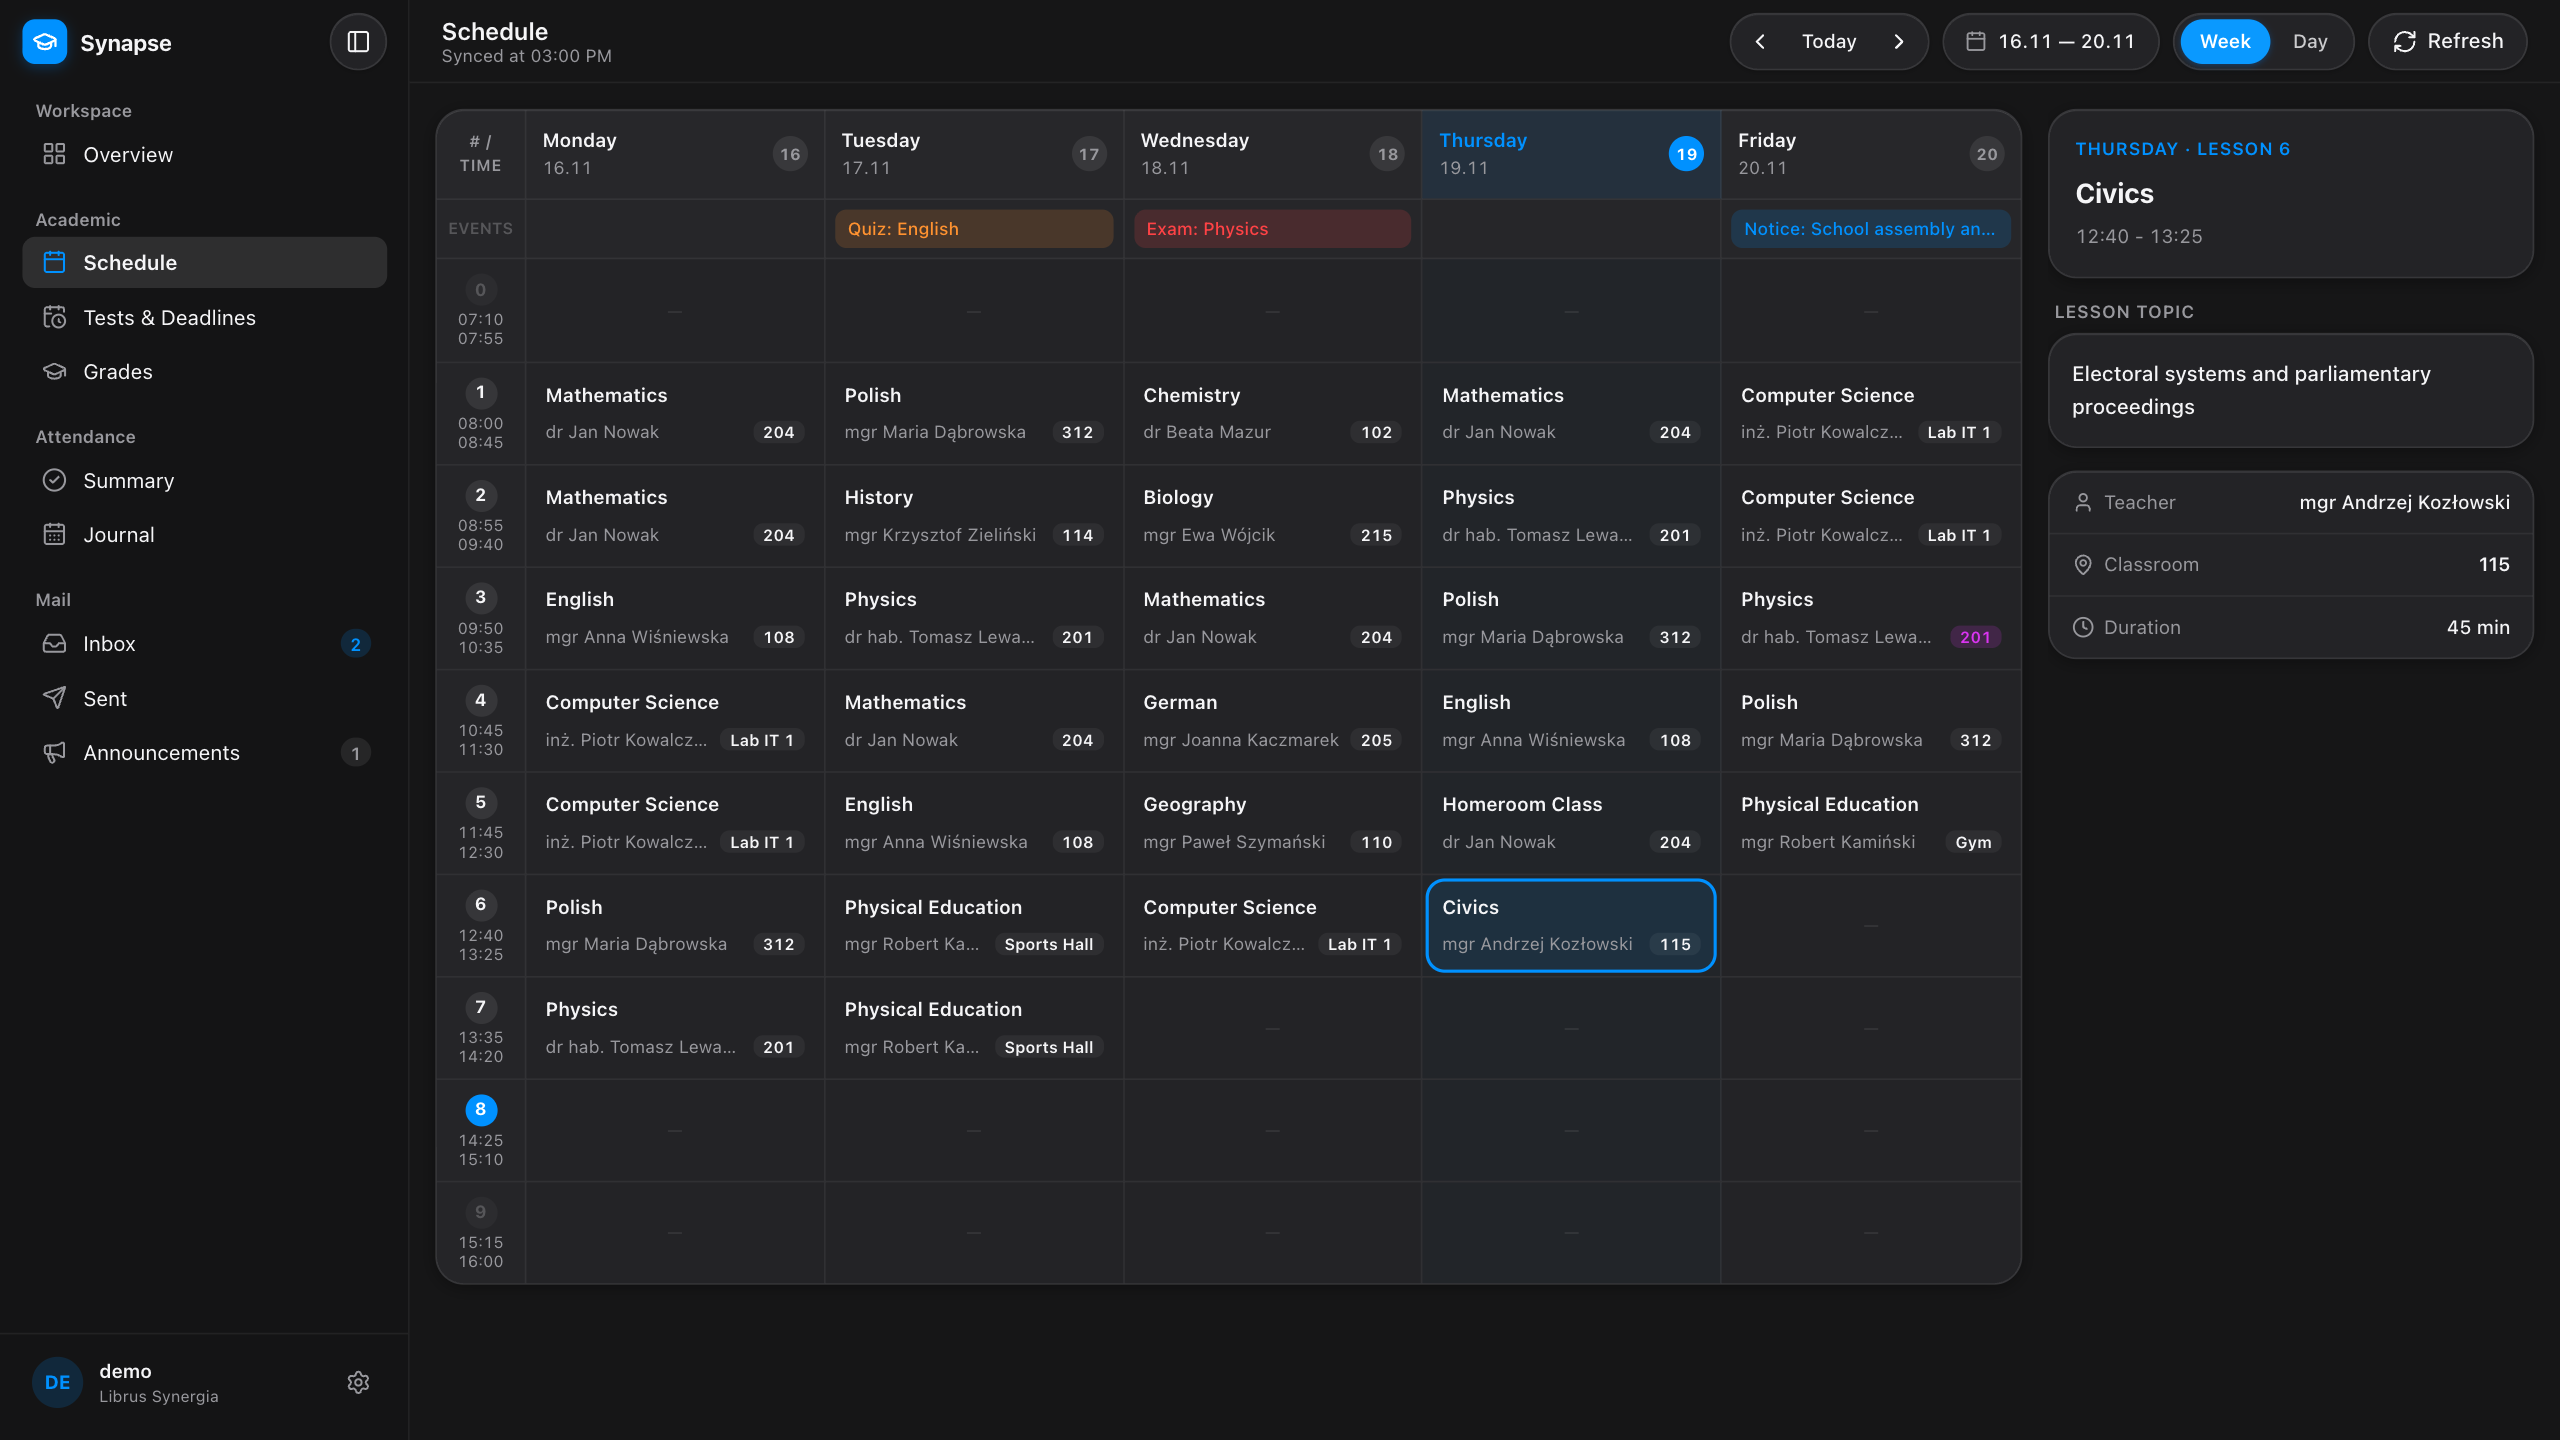 Synapse
Workspace
Overview
Academic
Schedule
Tests & Deadlines
Grades
Attendance
Summary
Journal
Mail
Inbox 2
Sent
Announcements 1
DE demo
Librus Synergia
Schedule
Synced at 03:00 PM
Today
16.11 — 20.11
Week Day
Refresh
# /
TIME
Monday
16.11
16
Tuesday
17.11
17
Wednesday
18.11
18
Thursday
19.11
19
Friday
20.11
20
EVENTS
Quiz: English
Exam: Physics
Notice: School assembly an...
0
07:10
07:55
— — — — —
1
08:00
08:45
Mathematics
dr Jan Nowak 204
Polish
mgr Maria Dąbrowska 312
Chemistry
dr Beata Mazur 102
Mathematics
dr Jan Nowak 204
Computer Science
inż. Piotr Kowalcz... Lab IT 1
2
08:55
09:40
Mathematics
dr Jan Nowak 204
History
mgr Krzysztof Zieliński 114
Biology
mgr Ewa Wójcik 215
Physics
dr hab. Tomasz Lewa... 201
Computer Science
inż. Piotr Kowalcz... Lab IT 1
3
09:50
10:35
English
mgr Anna Wiśniewska 108
Physics
dr hab. Tomasz Lewa... 201
Mathematics
dr Jan Nowak 204
Polish
mgr Maria Dąbrowska 312
Physics
dr hab. Tomasz Lewa... 201
4
10:45
11:30
Computer Science
inż. Piotr Kowalcz... Lab IT 1
Mathematics
dr Jan Nowak 204
German
mgr Joanna Kaczmarek 205
English
mgr Anna Wiśniewska 108
Polish
mgr Maria Dąbrowska 312
5
11:45
12:30
Computer Science
inż. Piotr Kowalcz... Lab IT 1
English
mgr Anna Wiśniewska 108
Geography
mgr Paweł Szymański 110
Homeroom Class
dr Jan Nowak 204
Physical Education
mgr Robert Kamiński Gym
6
12:40
13:25
Polish
mgr Maria Dąbrowska 312
Physical Education
mgr Robert Ka... Sports Hall
Computer Science
inż. Piotr Kowalcz... Lab IT 1
Civics
mgr Andrzej Kozłowski 115
—
7
13:35
14:20
Physics
dr hab. Tomasz Lewa... 201
Physical Education
mgr Robert Ka... Sports Hall
— — —
8
14:25
15:10
— — — — —
9
15:15
16:00
— — — — —
THURSDAY · LESSON 6
Civics
12:40 - 13:25
LESSON TOPIC
Electoral systems and parliamentary
proceedings
Teacher mgr Andrzej Kozłowski
Classroom 115
Duration 45 min